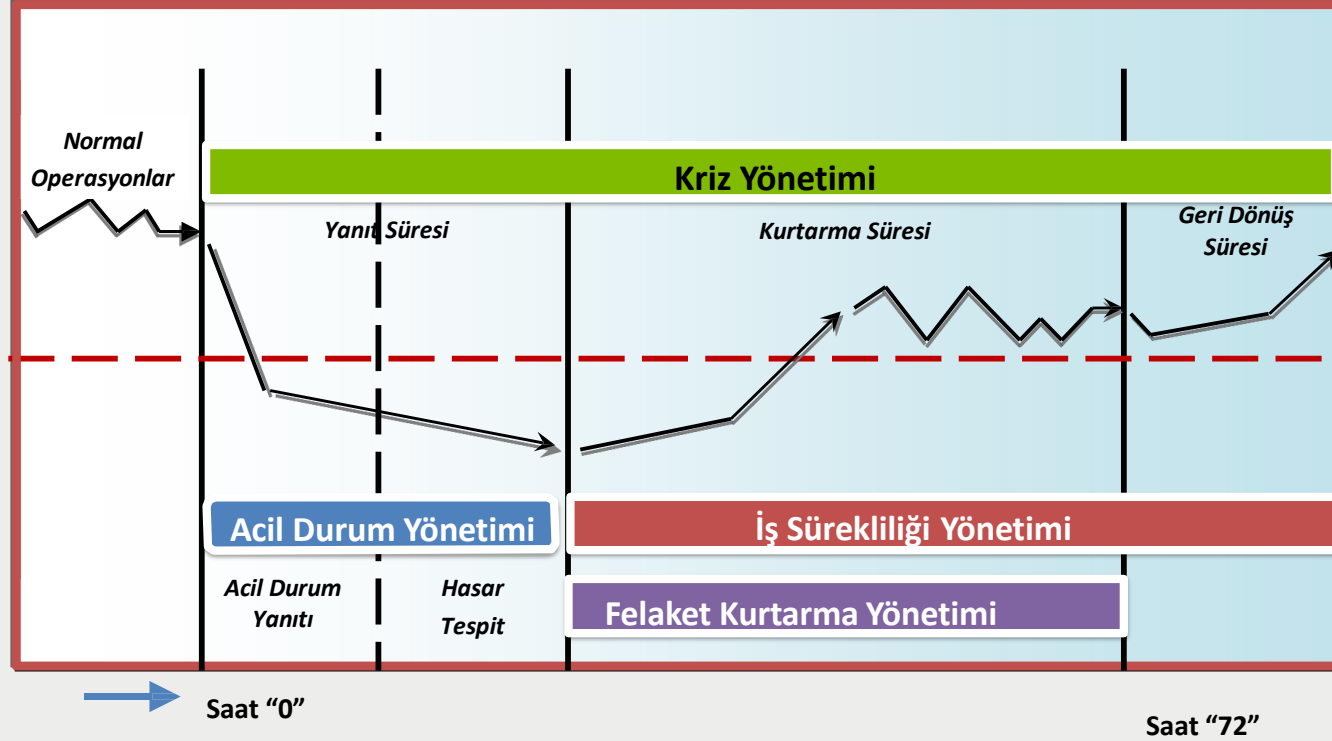 Normal
Operasyonlar
Kriz Yönetimi
Yanıt Süresi
Kurtarma Süresi
Geri Dönüş
Süresi
Acil Durum Yönetimi
İş Sürekliliği Yönetimi
Acil Durum
Yanıtı
Hasar
Tespit
Felaket Kurtarma Yönetimi
Saat “0”
Saat “72”